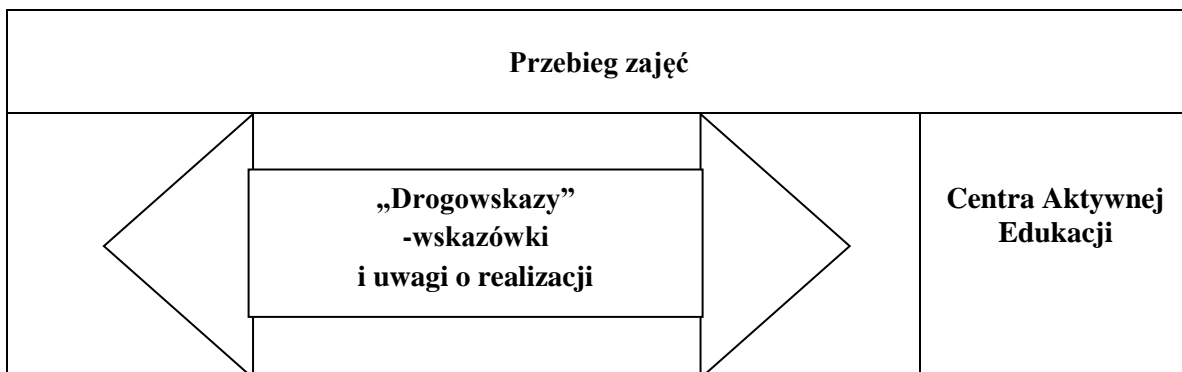 Przebieg zajęć
„Drogowskazy”
-wskazówki
i uwagi o realizacji
Centra Aktywnej
Edukacji